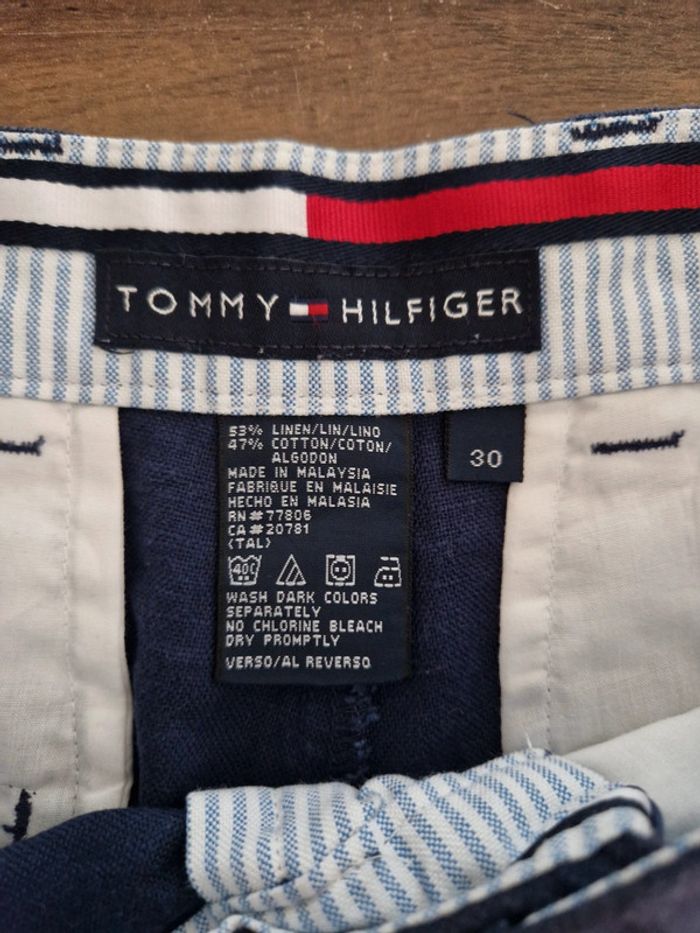 TOMMY HILFIGER
53% LINEN/LIN/LINO
47% COTTON/COTON/
ALGODON
MADE IN MALAYSIA
FABRIQUE EN MALAISIE
HECHO EN MALASIA
RN#77806
CA#20781
(TAL)
40C
WASH DARK COLORS
SEPARATELY
NO CHLORINE BLEACH
DRY PROMPTLY
VERSO/AL REVERSO
30